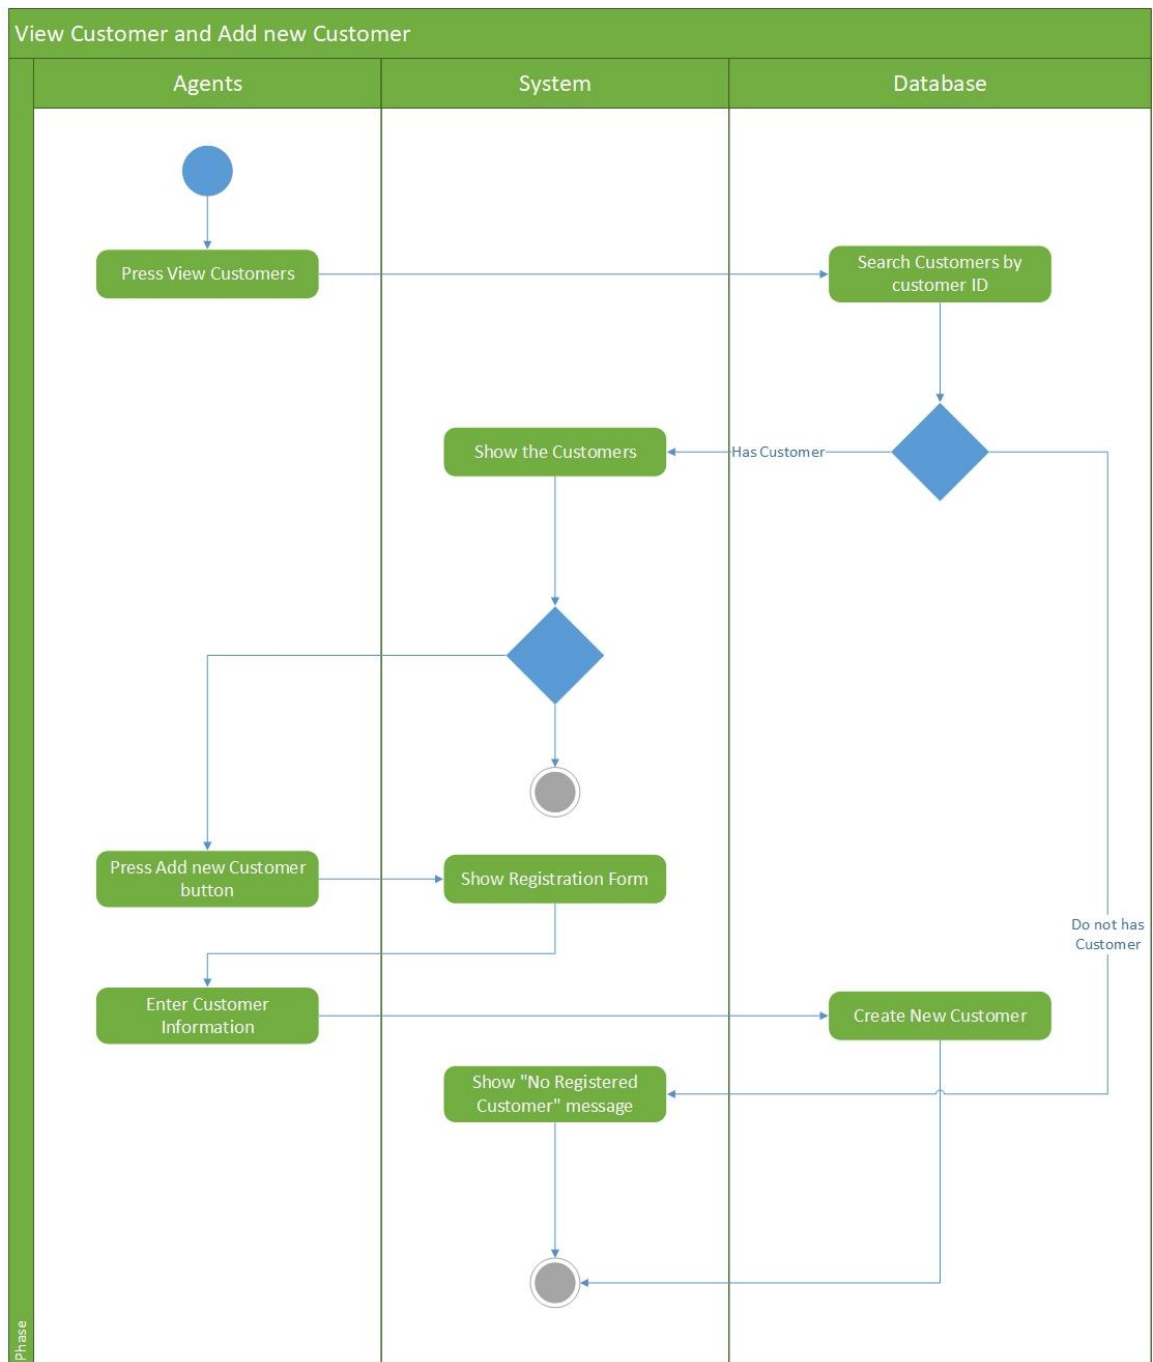 View Customer and Add new Customer
Agents
System
Database
Press View Customers
Search Customers by
customer ID
Show the Customers
Has Customer
Press Add new Customer
button
Show Registration Form
Do not has
Customer
Enter Customer
Information
Create New Customer
Show "No Registered
Customer" message
Phase